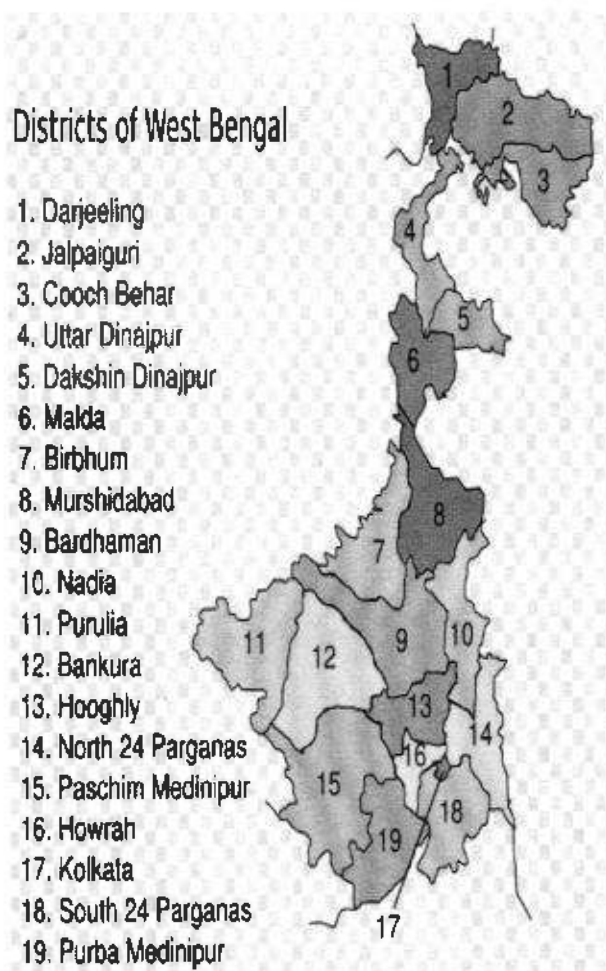 Districts of West Bengal
1. Darjeeling
2. Jalpaiguri
3. Cooch Behar
4. Uttar Dinajpur
5. Dakshin Dinajpur
6. Malda
7. Birbhum
8. Murshidabad
9. Bardhaman
10. Nadia
11. Purulia
12. Bankura
13. Hooghly
14. North 24 Parganas
15. Paschim Medinipur
16. Howrah
17. Kolkata
18. South 24 Parganas
19. Purba Medinipur
1
2
3
4
5
6
8
7
9
10
11
12
13
14
16
15
18
19
17